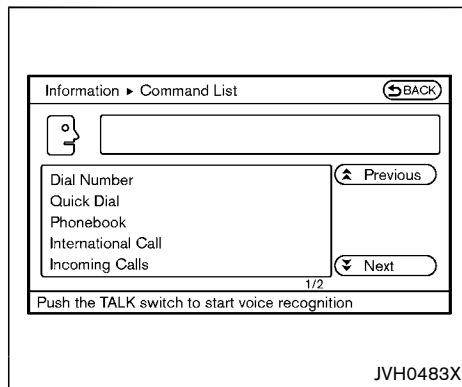 Information ▸ Command List
BACK
Dial Number
Previous
Quick Dial
Phonebook
International Call
Incoming Calls
Next
1/2
Push the TALK switch to start voice recognition
JVH0483X